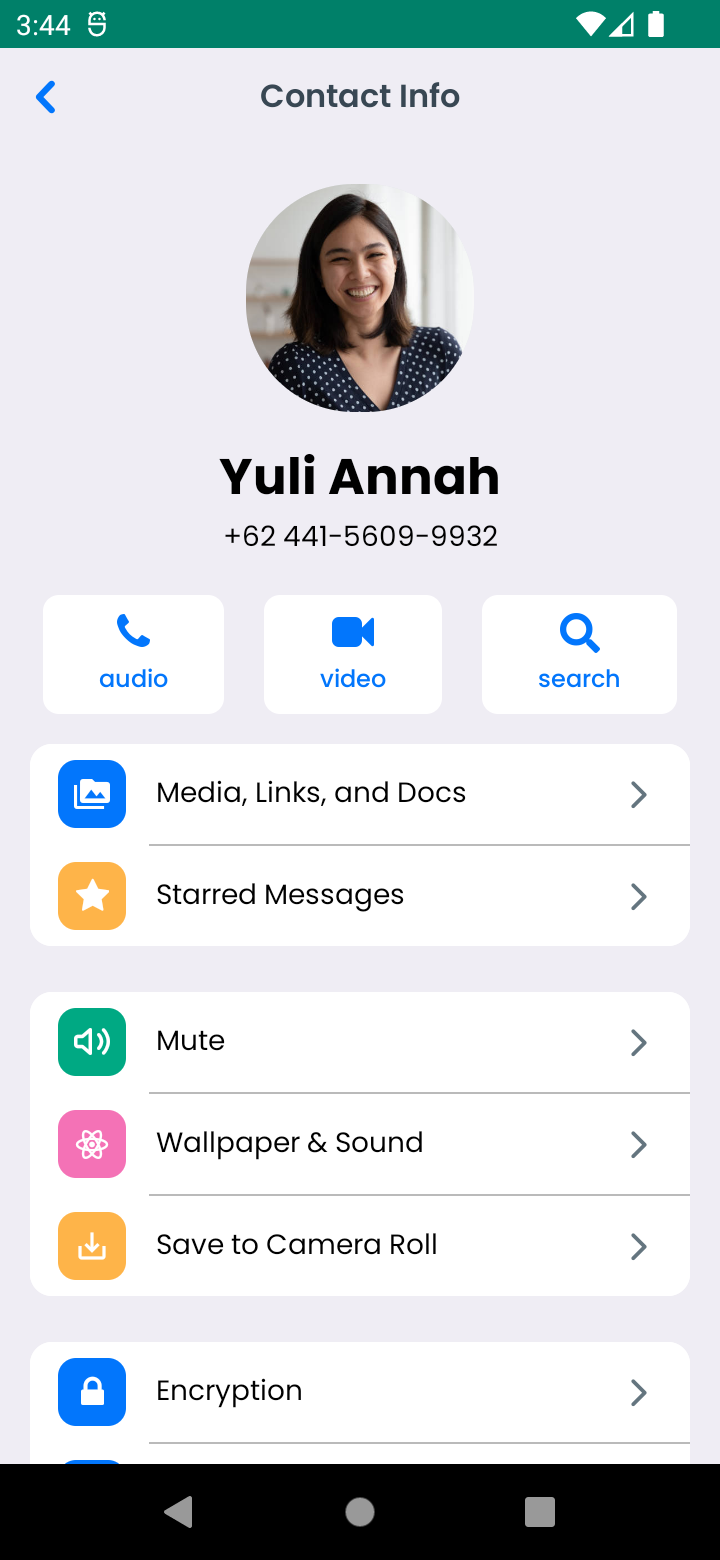 3:44
Contact Info
Yuli Annah
+62 441-5609-9932
audio
video
search
Media, Links, and Docs
Starred Messages
Mute
Wallpaper & Sound
Save to Camera Roll
Encryption